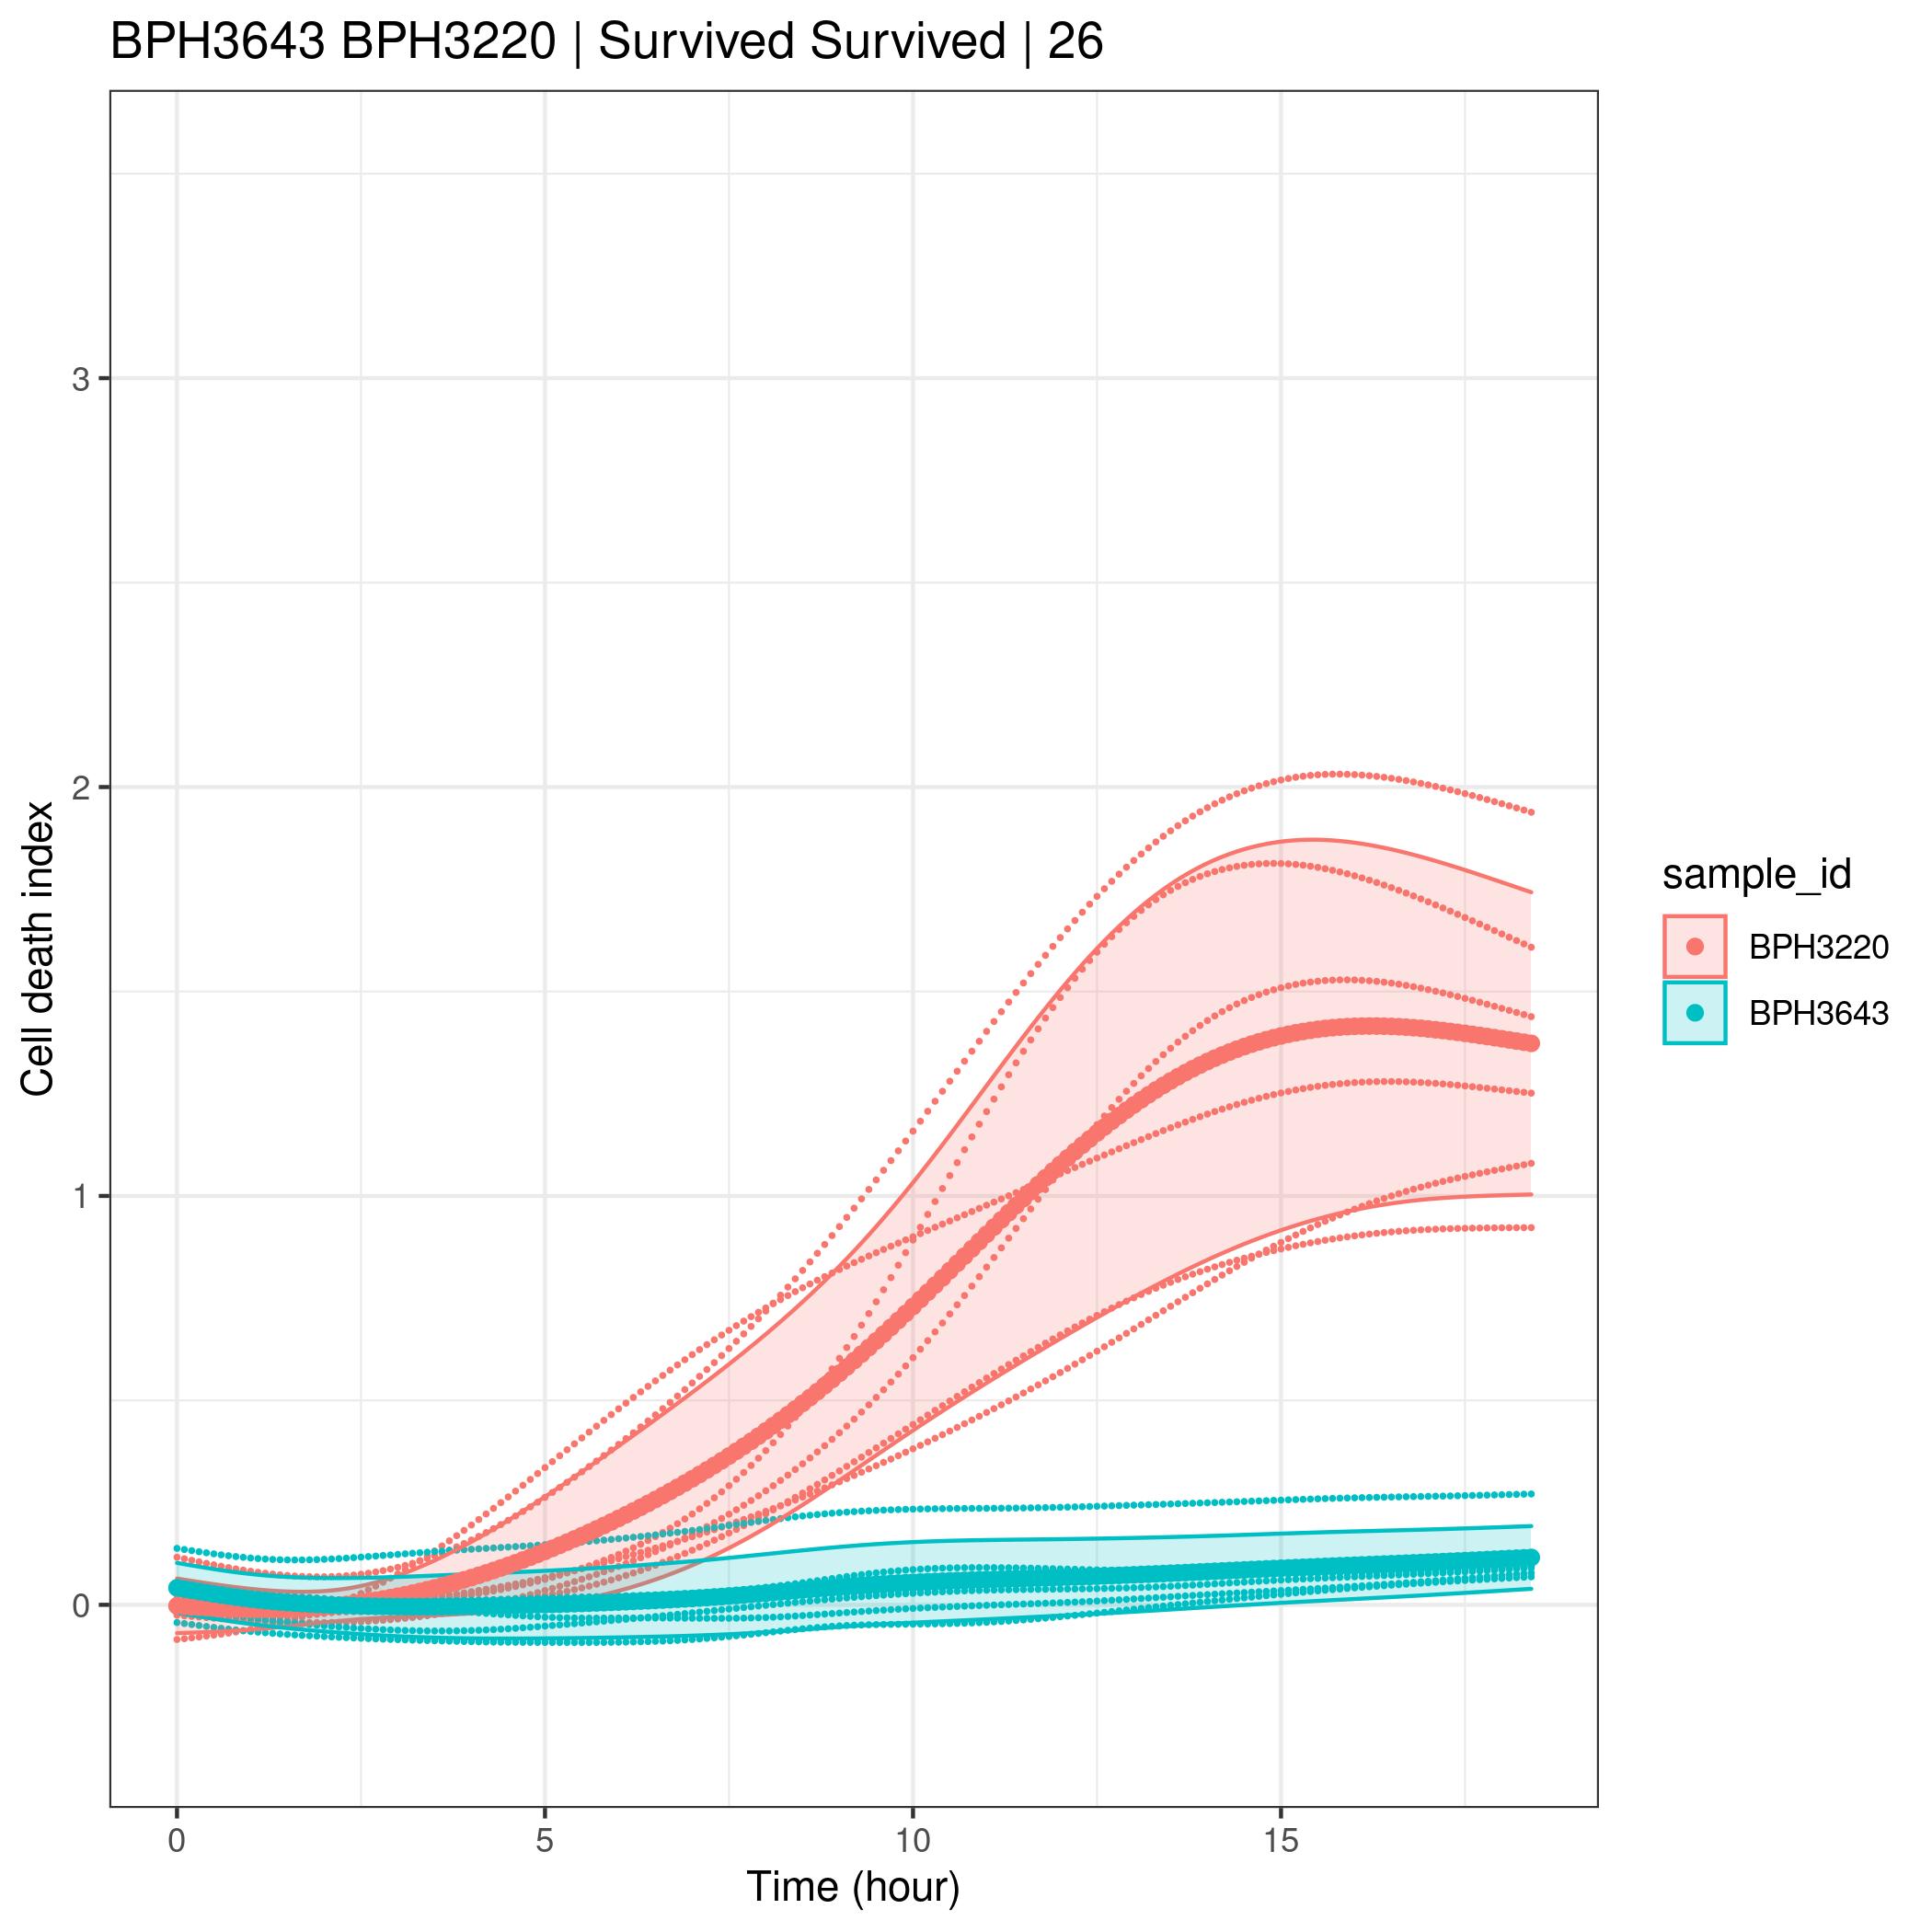 BPH3643 BPH3220 | Survived Survived | 26
3
2
1
0
Cell death index
0 5 10 15
Time (hour)
sample_id
BPH3220
BPH3643